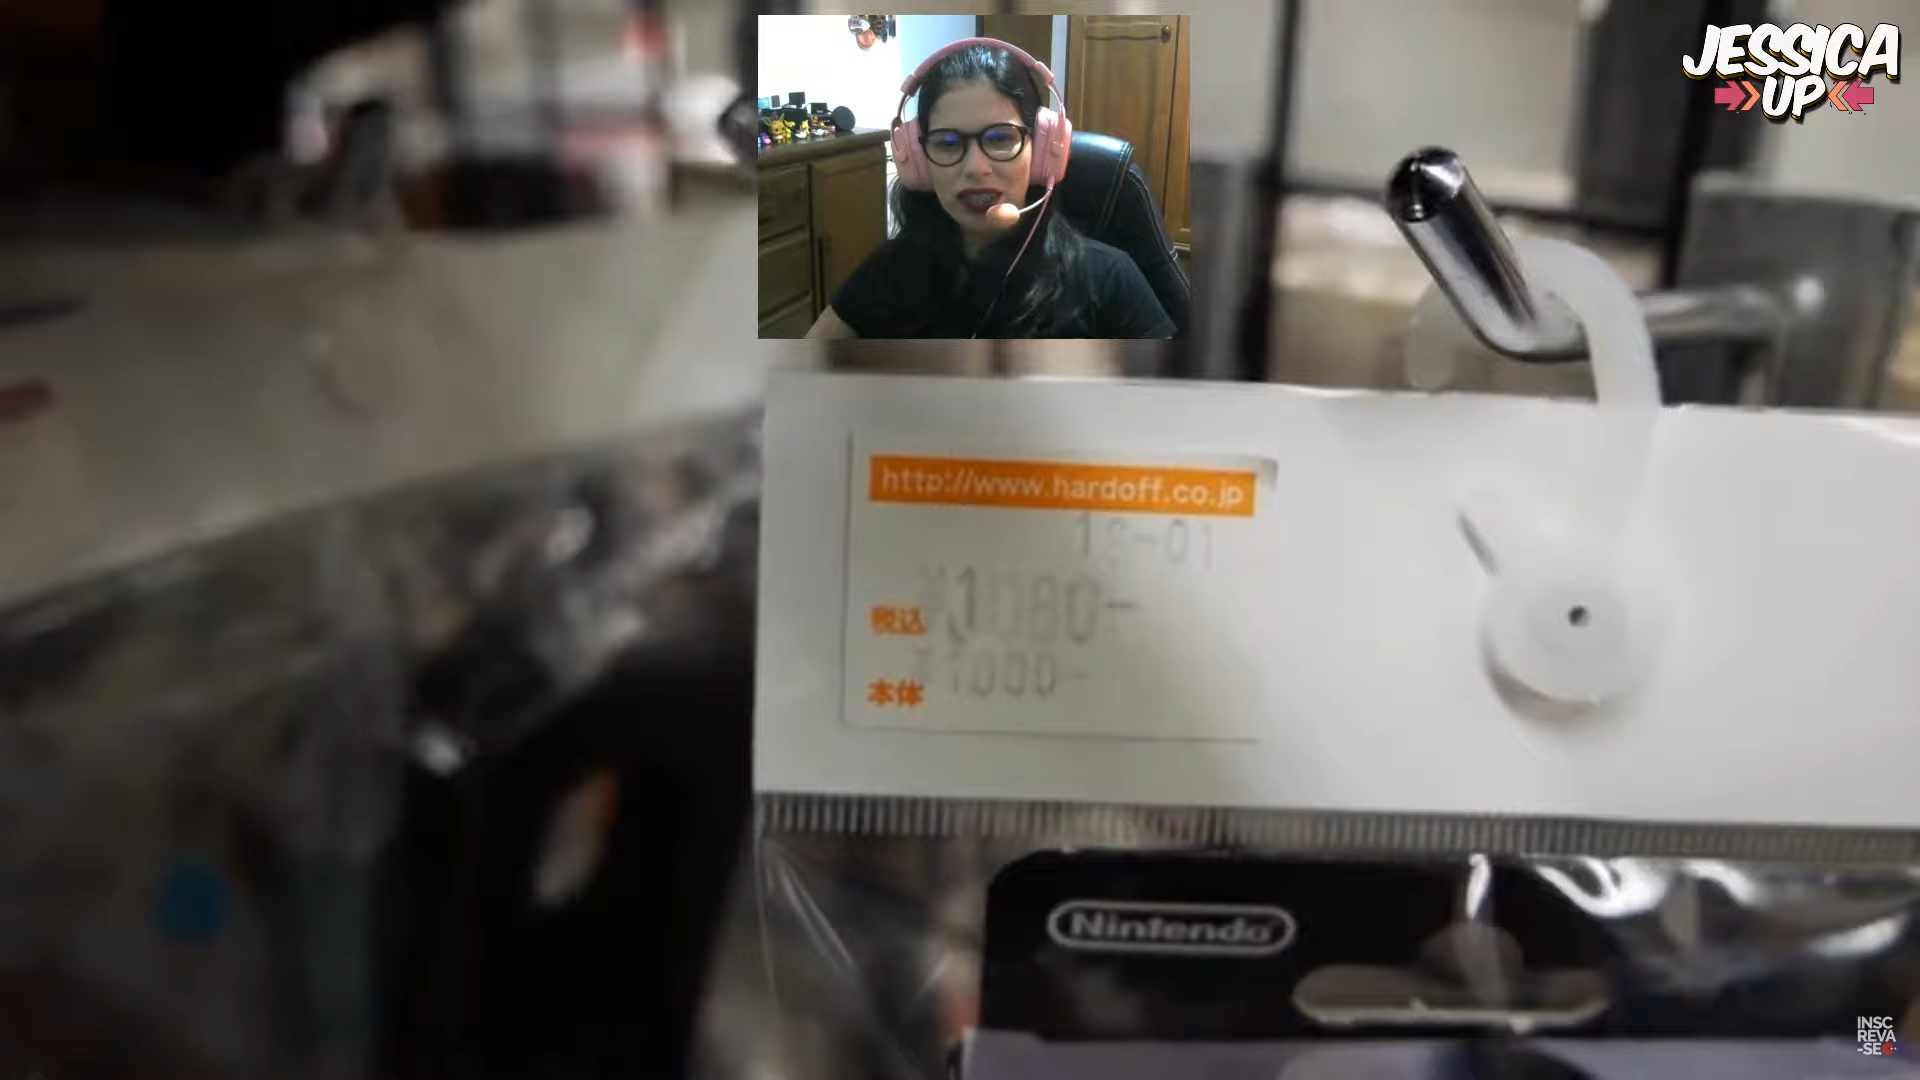 JESSICA
UP
http://www.hardoff.co.jp
税込 ¥1080-
本体 ¥1000-
Nintendo
INSC
REVA
-SE